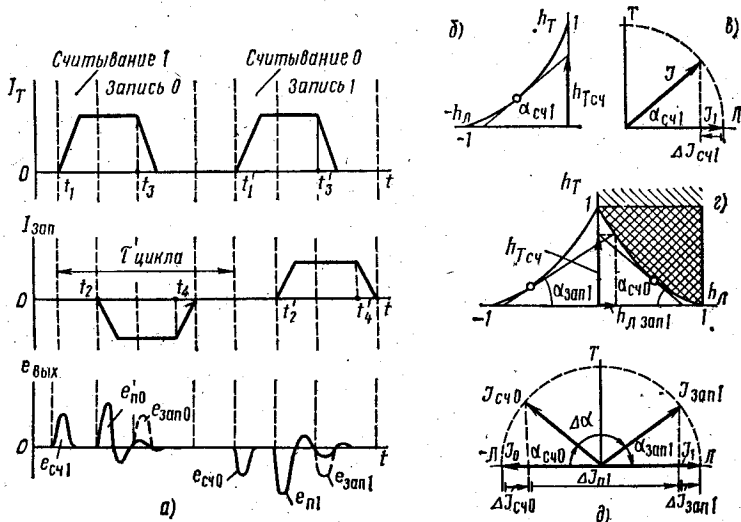 Считывание 1
Запись 0
Считывание 0
Запись 1
I_T
0
t_1
t_3
t'_1
t'_3
t
I_зап
τ_цикла
0
t_2
t_4
t'_2
t'_4
t
e_вых
e'_п0
e_зап0
0
e_сч1
e_сч0
e_п1
e_зап1
t
а)
б)
h_T
1
h_Tсч
α_сч1
-h_Л
-1
в)
T
J
α_сч1
J_1
Л
ΔJ_сч1
г)
h_T
1
h_Tсч
α_зап1
α_сч0
h_Л
-1
h_Л зап1
1
T
J_сч0
J_зап1
Δα
-Л
J_0
α_сч0
α_зап1
J_1
Л
ΔJ_сч0
ΔJ_п1
ΔJ_зап1
д)